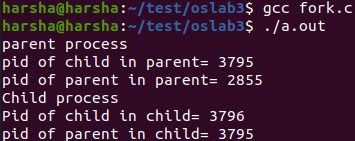 harsha@harsha:~/test/oslab3$ gcc fork.c
harsha@harsha:~/test/oslab3$ ./a.out
parent process
pid of child in parent= 3795
pid of parent in parent= 2855
Child process
Pid of child in child= 3796
pid of parent in child= 3795